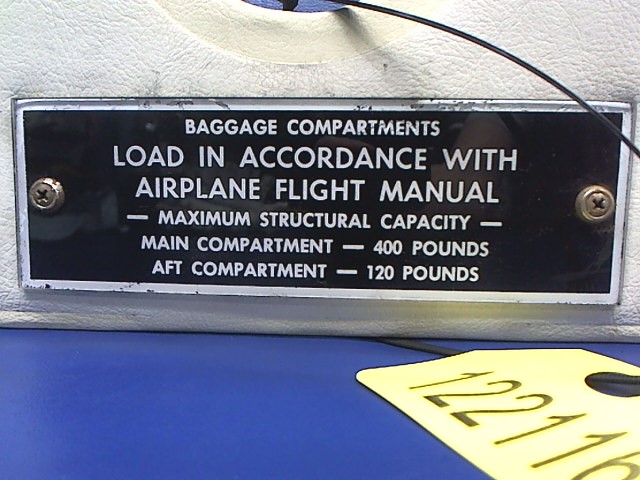 BAGGAGE COMPARTMENTS
LOAD IN ACCORDANCE WITH
AIRPLANE FLIGHT MANUAL
— MAXIMUM STRUCTURAL CAPACITY —
MAIN COMPARTMENT — 400 POUNDS
AFT COMPARTMENT — 120 POUNDS
122116